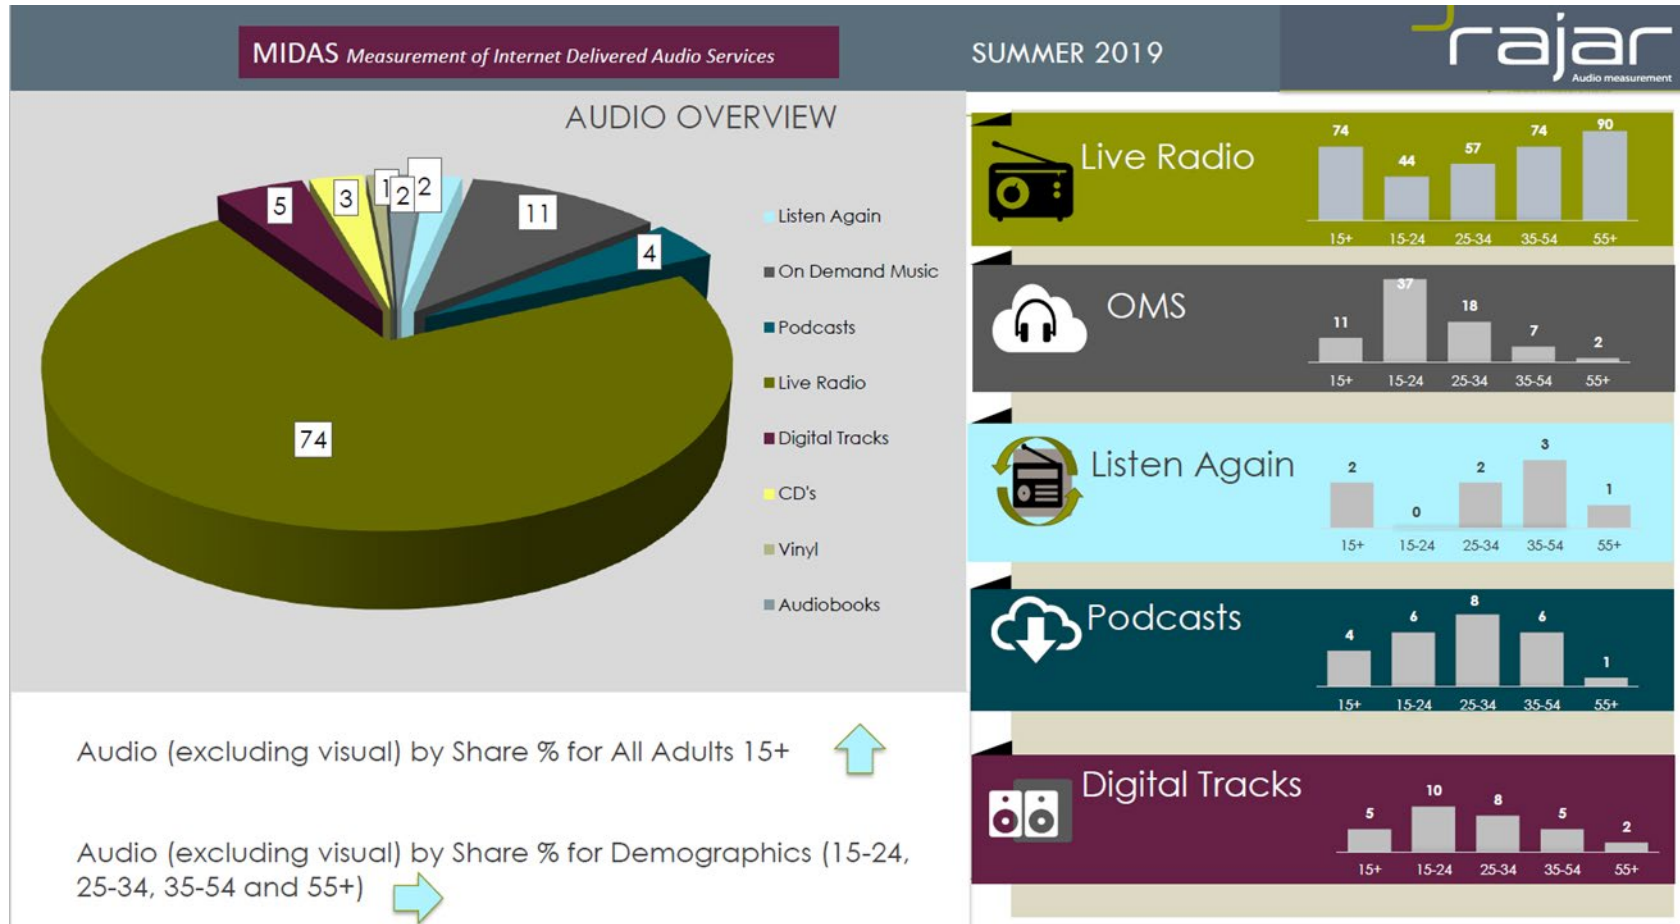 MIDAS Measurement of Internet Delivered Audio Services
SUMMER 2019
rajar
Audio measurement
AUDIO OVERVIEW
5
3
1
2
2
11
4
74
Listen Again
On Demand Music
Podcasts
Live Radio
Digital Tracks
CD's
Vinyl
Audiobooks
Audio (excluding visual) by Share % for All Adults 15+
Audio (excluding visual) by Share % for Demographics (15-24,
25-34, 35-54 and 55+)
Live Radio
74 44 57 74 90
15+ 15-24 25-34 35-54 55+
OMS
11 37 18 7 2
15+ 15-24 25-34 35-54 55+
Listen Again
2 0 2 3 1
15+ 15-24 25-34 35-54 55+
Podcasts
4 6 8 6 1
15+ 15-24 25-34 35-54 55+
Digital Tracks
5 10 8 5 2
15+ 15-24 25-34 35-54 55+